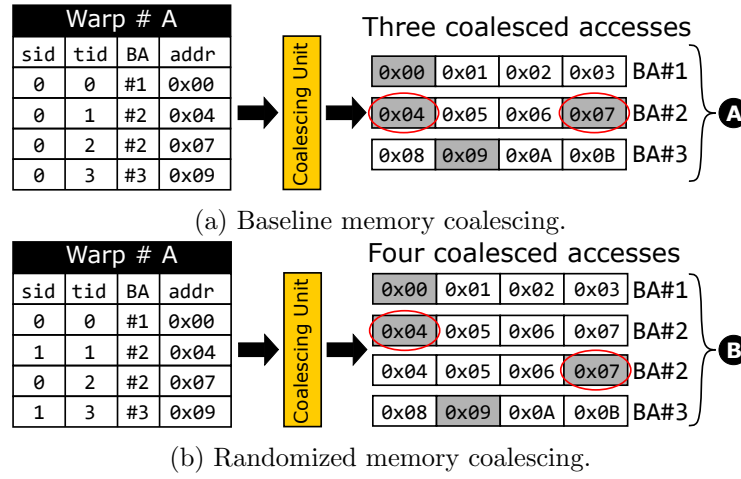 Warp # A
sid tid BA addr
0 0 #1 0x00
0 1 #2 0x04
0 2 #2 0x07
0 3 #3 0x09
Coalescing Unit
Three coalesced accesses
0x00 0x01 0x02 0x03 BA#1
0x04 0x05 0x06 0x07 BA#2
0x08 0x09 0x0A 0x0B BA#3
A
(a) Baseline memory coalescing.
Warp # A
sid tid BA addr
0 0 #1 0x00
1 1 #2 0x04
0 2 #2 0x07
1 3 #3 0x09
Coalescing Unit
Four coalesced accesses
0x00 0x01 0x02 0x03 BA#1
0x04 0x05 0x06 0x07 BA#2
0x04 0x05 0x06 0x07 BA#2
0x08 0x09 0x0A 0x0B BA#3
B
(b) Randomized memory coalescing.